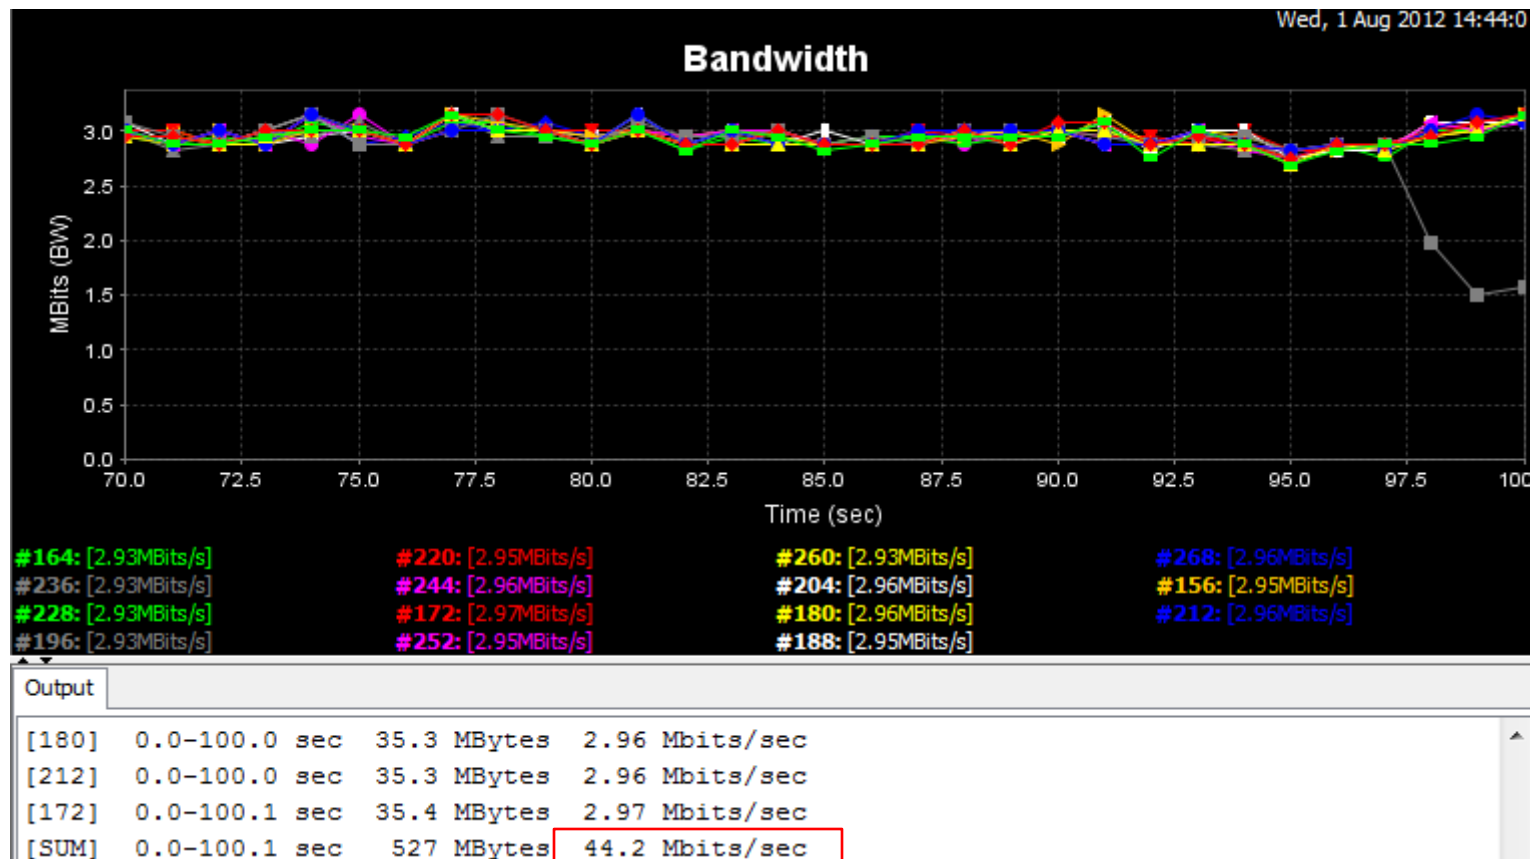 Wed, 1 Aug 2012 14:44:0
Bandwidth
MBits (BW)
3.0
2.5
2.0
1.5
1.0
0.5
0.0
70.0 72.5 75.0 77.5 80.0 82.5 85.0 87.5 90.0 92.5 95.0 97.5 100
Time (sec)
#164: [2.93MBits/s] #220: [2.95MBits/s] #260: [2.93MBits/s] #268: [2.96MBits/s]
#236: [2.93MBits/s] #244: [2.96MBits/s] #204: [2.96MBits/s] #156: [2.95MBits/s]
#228: [2.93MBits/s] #172: [2.97MBits/s] #180: [2.96MBits/s] #212: [2.96MBits/s]
#196: [2.93MBits/s] #252: [2.95MBits/s] #188: [2.95MBits/s]
Output
[180] 0.0-100.0 sec 35.3 MBytes 2.96 Mbits/sec
[212] 0.0-100.0 sec 35.3 MBytes 2.96 Mbits/sec
[172] 0.0-100.1 sec 35.4 MBytes 2.97 Mbits/sec
[SUM] 0.0-100.1 sec 527 MBytes 44.2 Mbits/sec